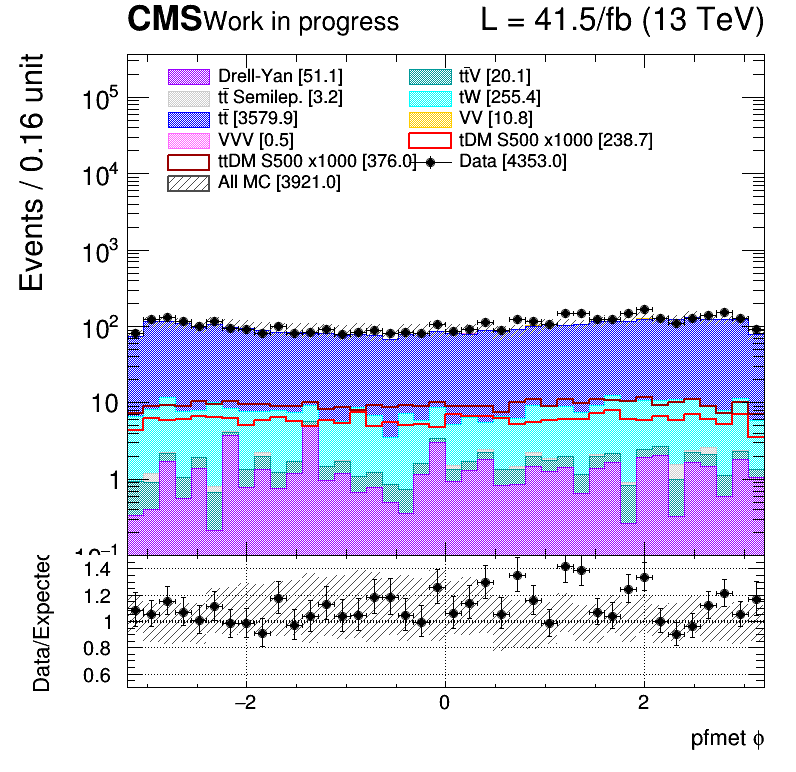 CMS Work in progress L = 41.5/fb (13 TeV)
Events / 0.16 unit
Drell-Yan [51.1] tt̄V [20.1]
tt̄ Semilep. [3.2] tW [255.4]
tt̄ [3579.9] VV [10.8]
VVV [0.5] tDM S500 x1000 [238.7]
ttDM S500 x1000 [376.0] Data [4353.0]
All MC [3921.0]
10⁵
10⁴
10³
10²
10
1
10⁻¹
Data/Expected
1.4
1.2
1
0.8
0.6
−2 0 2
pfmet ϕ